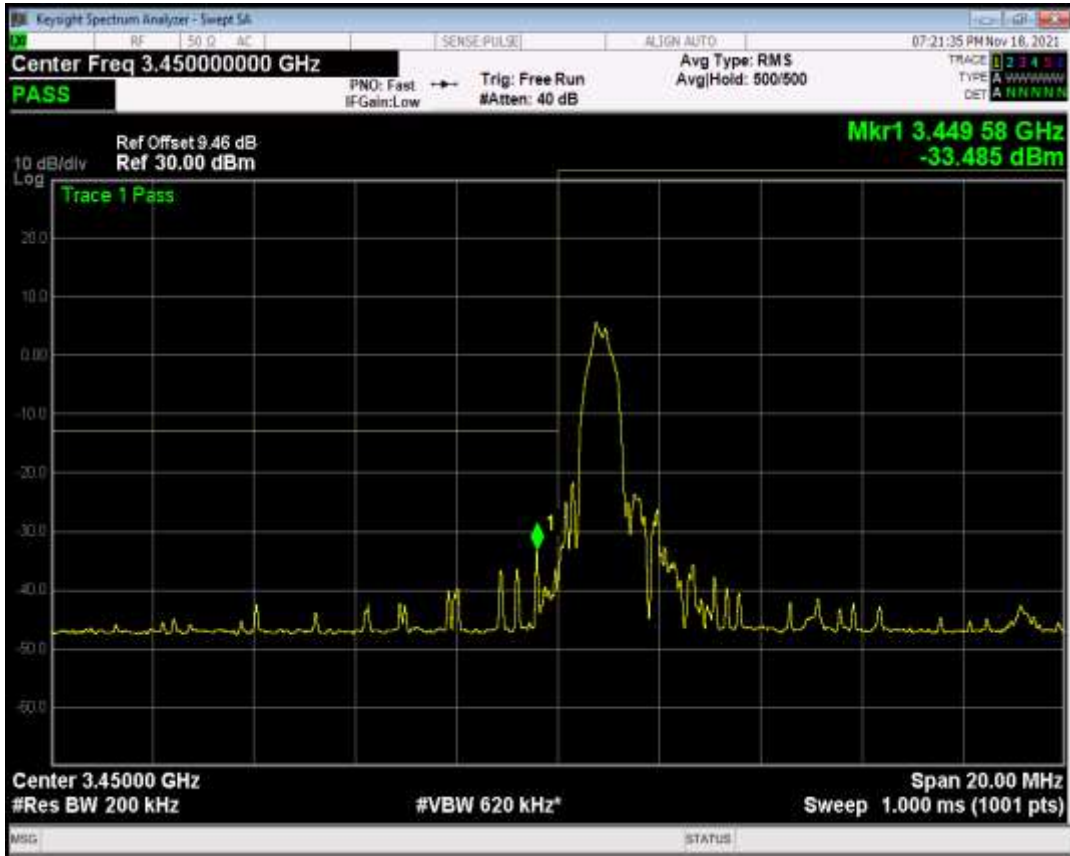 Keysight Spectrum Analyzer - Swept SA
RF 50 Ω AC SENSE:PULSE ALIGN AUTO 07:21:35 PM Nov 18, 2021
Center Freq 3.450000000 GHz
PASS
PNO: Fast
IFGain:Low
Trig: Free Run
#Atten: 40 dB
Avg Type: RMS
Avg|Hold: 500/500
TRACE 1 2 3 4 5
TYPE A WWWWW
DET A N N N N N
Mkr1 3.449 58 GHz
-33.485 dBm
Ref Offset 9.46 dB
10 dB/div Ref 30.00 dBm
Log
Trace 1 Pass
20.0
10.0
0.00
-10.0
-20.0
-30.0
1
-40.0
-50.0
-60.0
Center 3.45000 GHz Span 20.00 MHz
#Res BW 200 kHz #VBW 620 kHz* Sweep 1.000 ms (1001 pts)
MSG STATUS